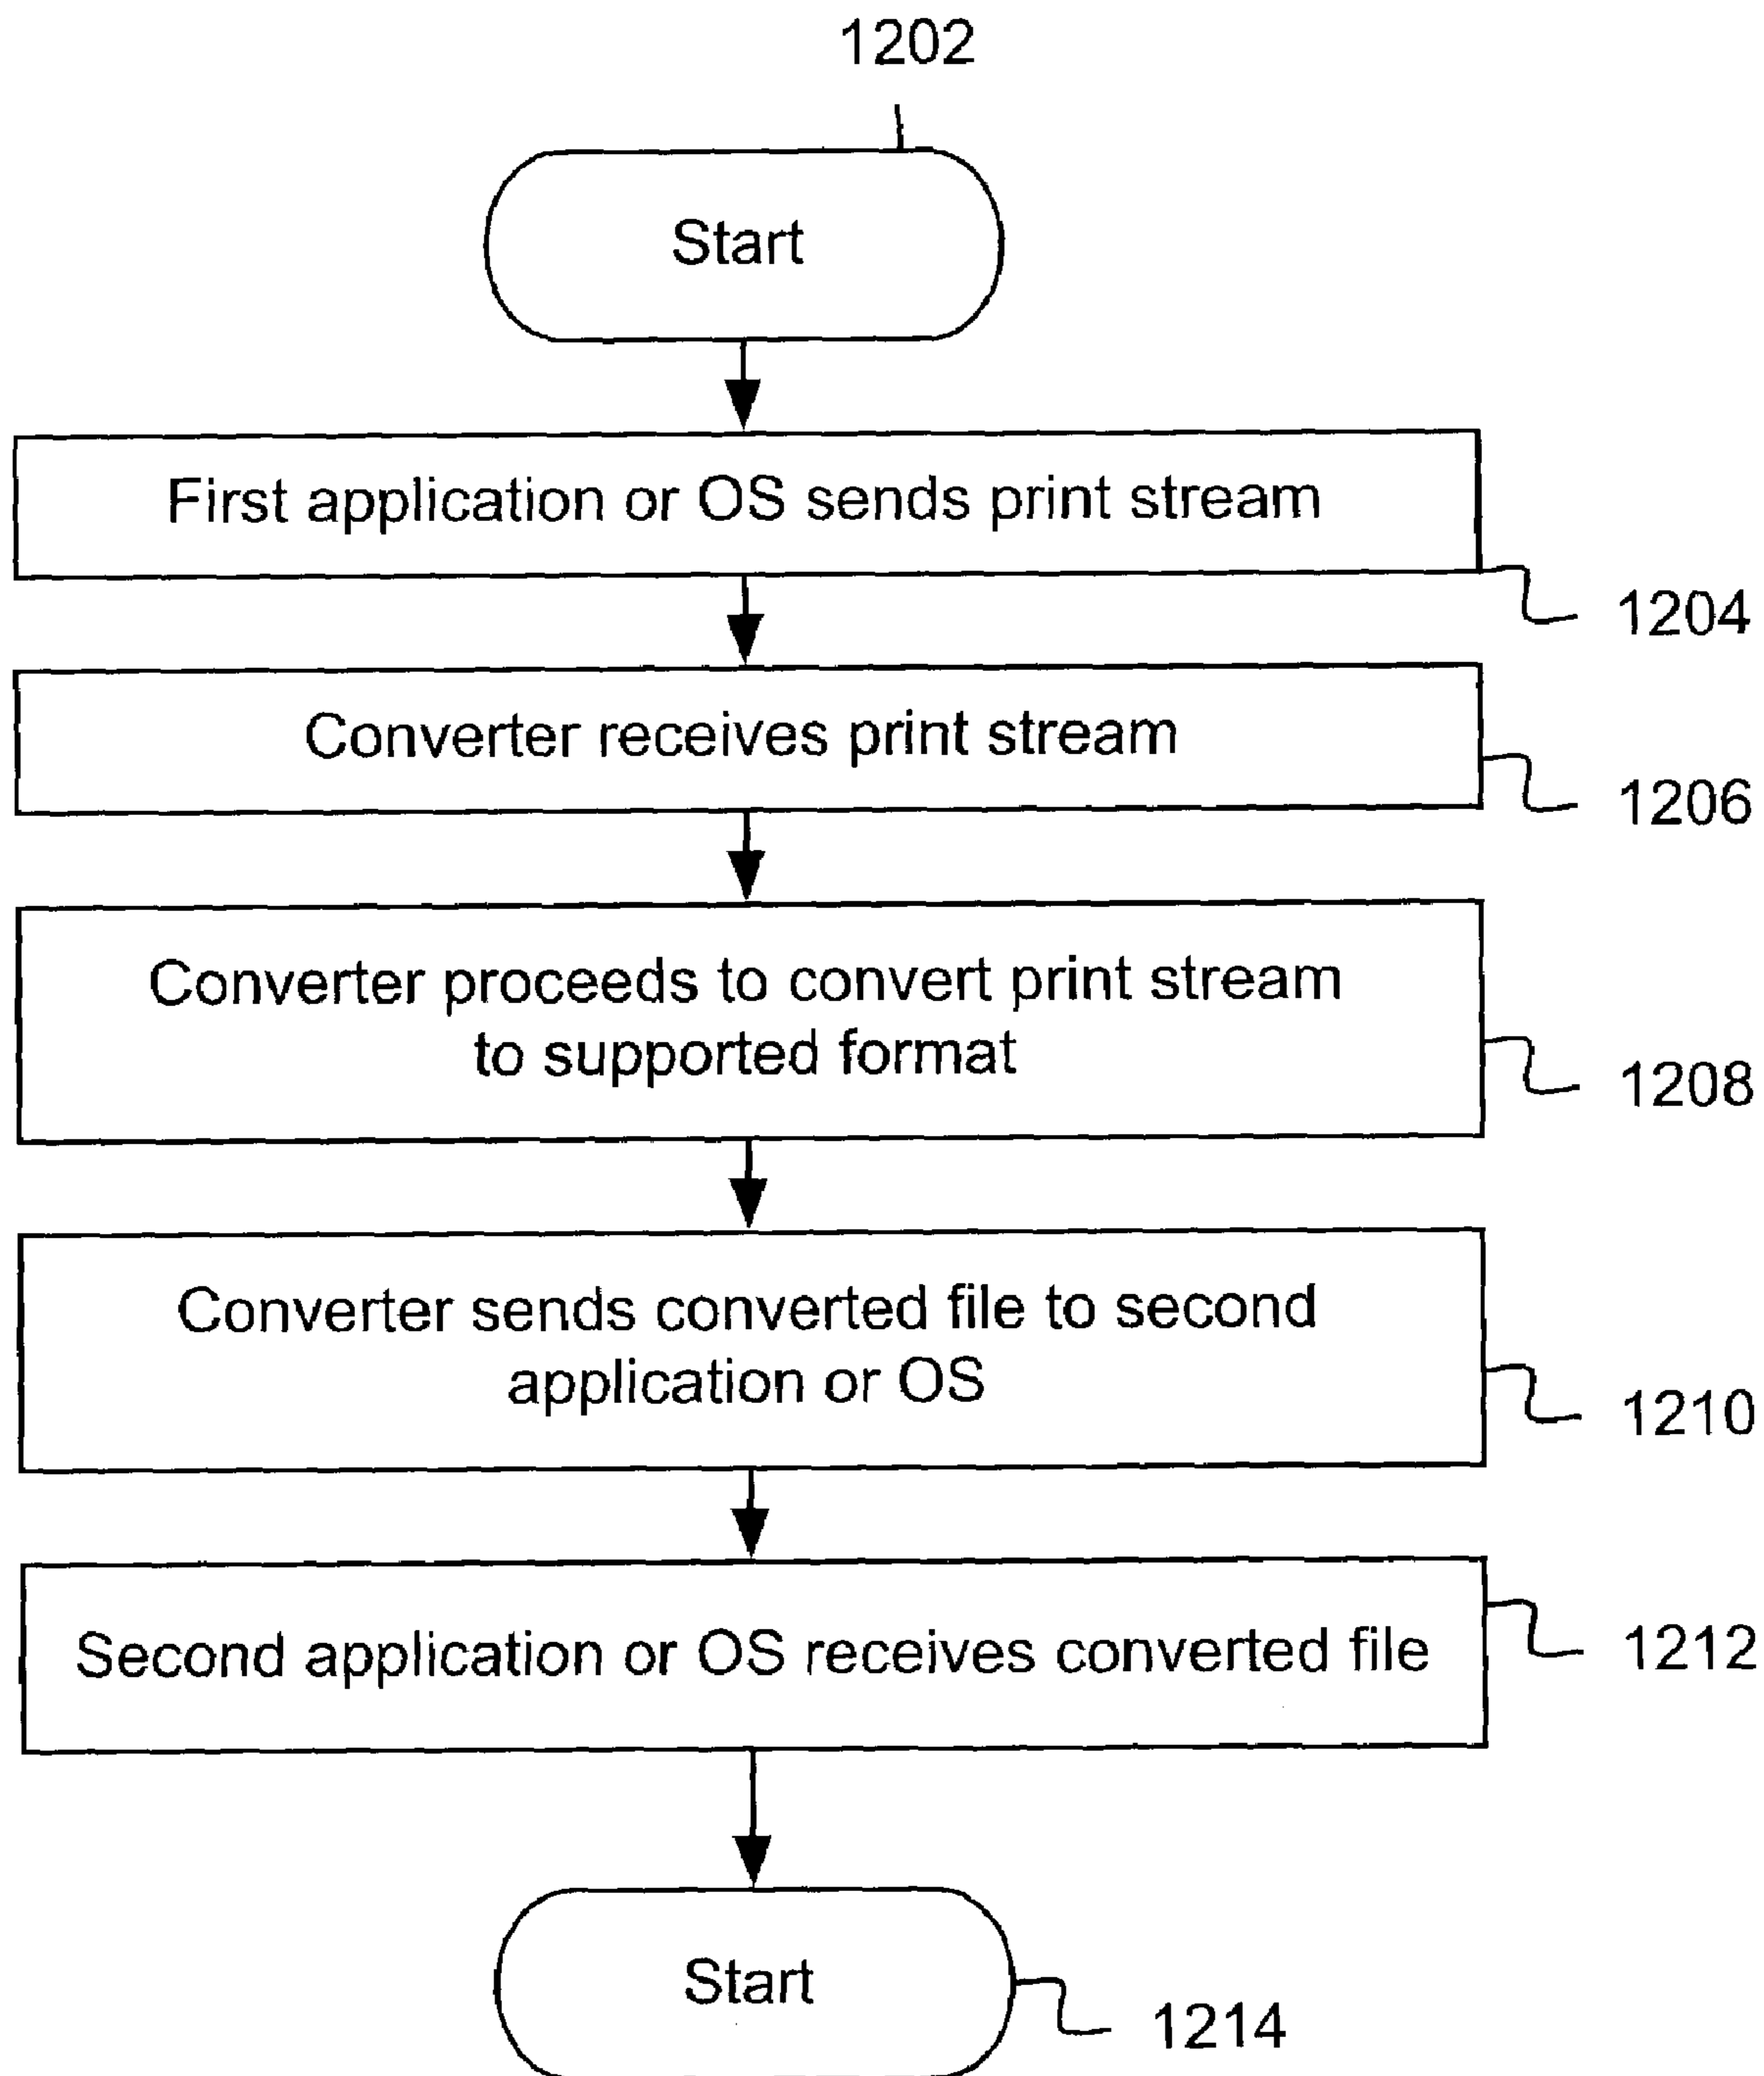 1202
Start
First application or OS sends print stream
1204
Converter receives print stream
1206
Converter proceeds to convert print stream
to supported format
1208
Converter sends converted file to second
application or OS
1210
Second application or OS receives converted file
1212
Start
1214